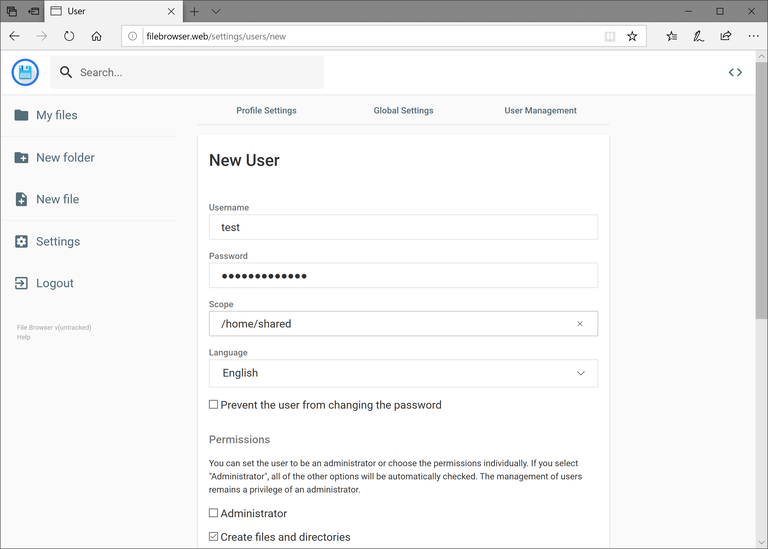 User
filebrowser.web/settings/users/new
Search...
My files
New folder
New file
Settings
Logout
File Browser v(untracked)
Help
Profile Settings
Global Settings
User Management
New User
Username
test
Password
•••••••••••••
Scope
/home/shared
Language
English
Prevent the user from changing the password
Permissions
You can set the user to be an administrator or choose the permissions individually. If you select
"Administrator", all of the other options will be automatically checked. The management of users
remains a privilege of an administrator.
Administrator
Create files and directories